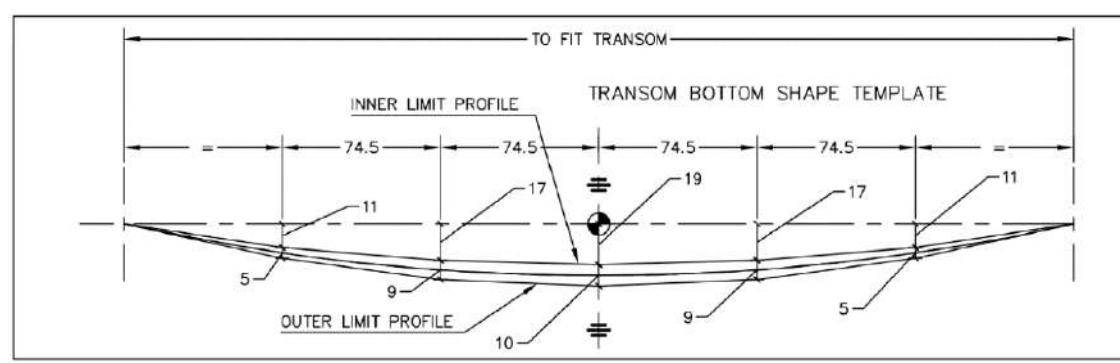 TO FIT TRANSOM
TRANSOM BOTTOM SHAPE TEMPLATE
INNER LIMIT PROFILE
= 74.5 74.5 74.5 74.5 =
11 17 19 17 11
5 9 10 9 5
OUTER LIMIT PROFILE